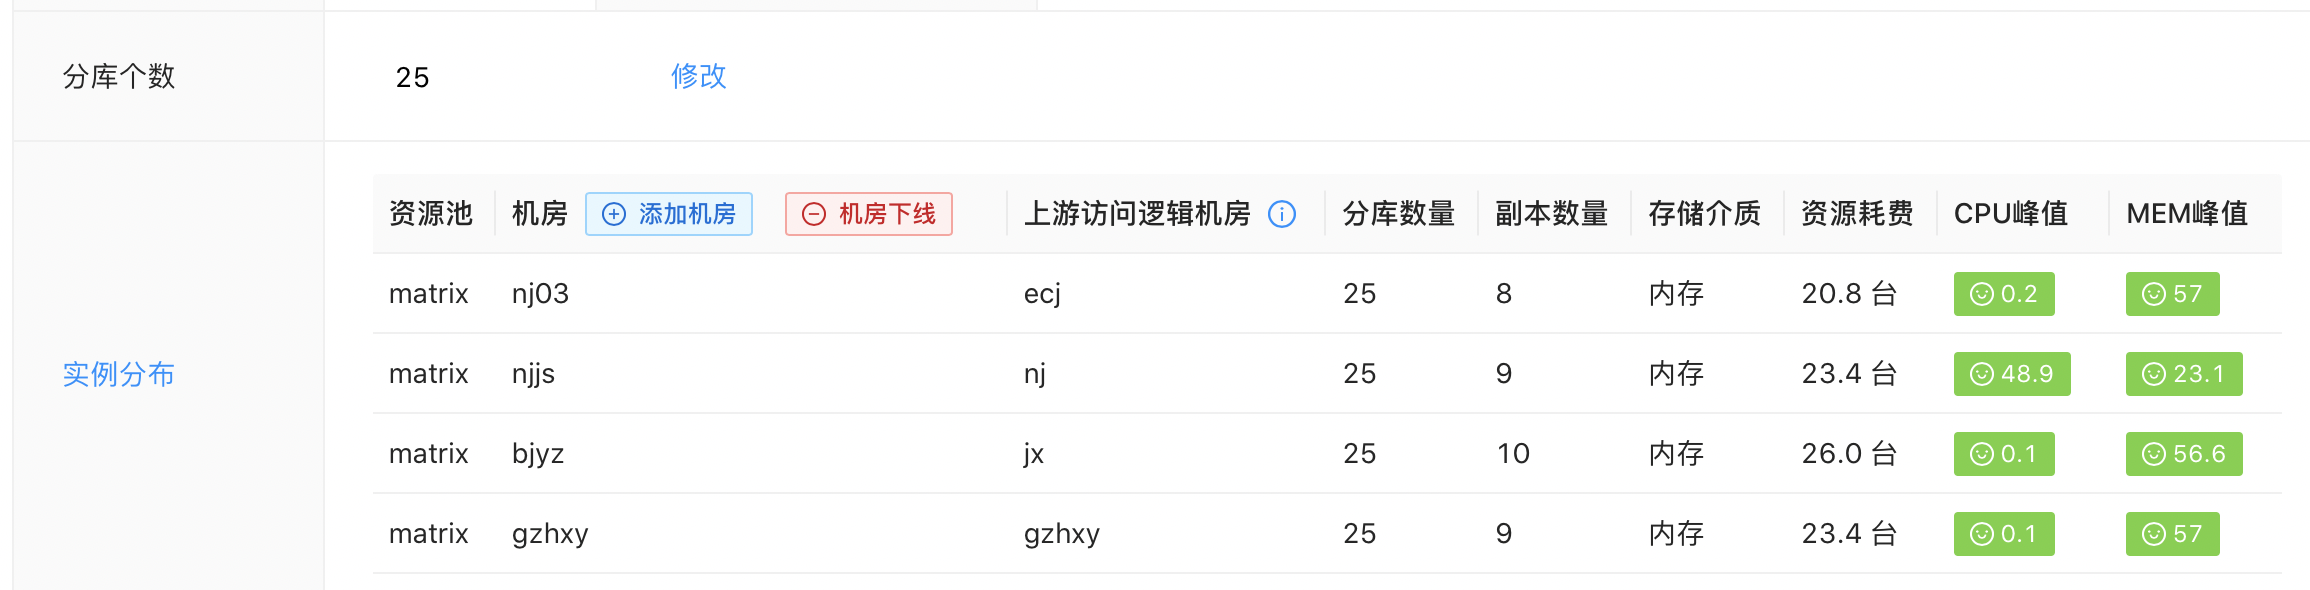 分库个数 25 修改
资源池 机房 添加机房 机房下线 上游访问逻辑机房 分库数量 副本数量 存储介质 资源耗费 CPU峰值 MEM峰值
matrix nj03 ecj 25 8 内存 20.8 台 0.2 57
matrix njjs nj 25 9 内存 23.4 台 48.9 23.1
实例分布
matrix bjyz jx 25 10 内存 26.0 台 0.1 56.6
matrix gzhxy gzhxy 25 9 内存 23.4 台 0.1 57